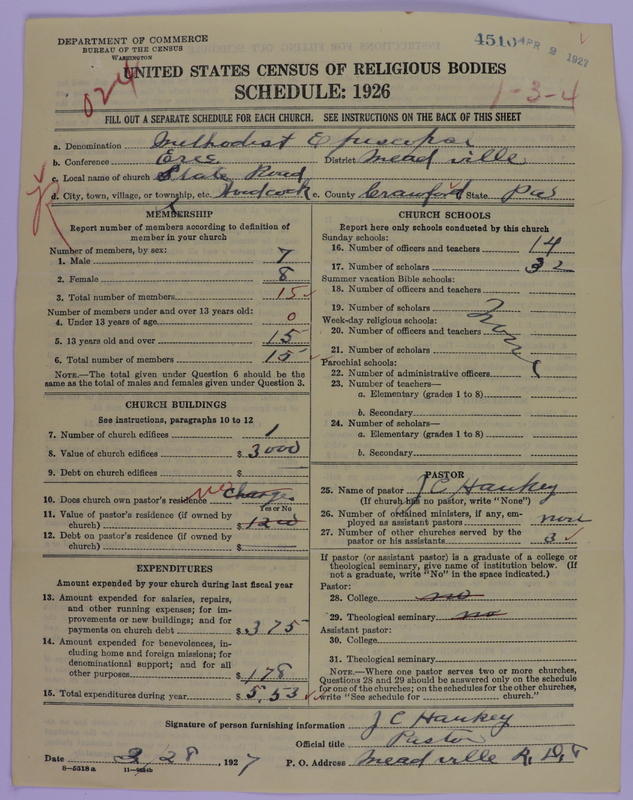 DEPARTMENT OF COMMERCE
BUREAU OF THE CENSUS
WASHINGTON
4510 APR 9 1927
024
UNITED STATES CENSUS OF RELIGIOUS BODIES
SCHEDULE: 1926
1-3-4
FILL OUT A SEPARATE SCHEDULE FOR EACH CHURCH. SEE INSTRUCTIONS ON THE BACK OF THIS SHEET
a. Denomination Methodist Episcopal
b. Conference Erie District Meadville
c. Local name of church State Road
d. City, town, village, or township, etc. Woodcock e. County Crawford State Pa
MEMBERSHIP
Report number of members according to definition of member in your church
Number of members, by sex:
1. Male 7
2. Female 8
3. Total number of members 15
Number of members under and over 13 years old:
4. Under 13 years of age 0
5. 13 years old and over 15
6. Total number of members 15
NOTE.—The total given under Question 6 should be
same as the total of males and females given under Question 3.
CHURCH BUILDINGS
See instructions, paragraphs 10 to 12
7. Number of church edifices 1
8. Value of church edifices $ 3000
9. Debt on church edifices $
10. Does church own pastor's residence no Charge
Yes or No
11. Value of pastor's residence (if owned by
church) $ 1200
12. Debt on pastor's residence (if owned by
church) $
EXPENDITURES
Amount expended by your church during last fiscal year
13. Amount expended for salaries, repairs,
and other running expenses; for im-
provements or new buildings; and for
payments on church debt $ 375
14. Amount expended for benevolences, in-
cluding home and foreign missions; for
denominational support; and for all
other purposes $ 178
15. Total expenditures during year $ 5,53
CHURCH SCHOOLS
Report here only schools conducted by this church
Sunday schools:
16. Number of officers and teachers 14
17. Number of scholars 32
Summer vacation Bible schools:
18. Number of officers and teachers
19. Number of scholars
Week-day religious schools: None
20. Number of officers and teachers
21. Number of scholars
Parochial schools:
22. Number of administrative officers
23. Number of teachers—
a. Elementary (grades 1 to 8)
b. Secondary
24. Number of scholars—
a. Elementary (grades 1 to 8)
b. Secondary
PASTOR
25. Name of pastor J C Hankey
(If church has no pastor, write "None")
26. Number of ordained ministers, if any, em-
ployed as assistant pastors none
27. Number of other churches served by the
pastor or his assistants 3
If pastor (or assistant pastor) is a graduate of a college or
theological seminary, give name of institution below. (If
not a graduate, write "No" in the space indicated.)
Pastor:
28. College no
29. Theological seminary no
Assistant pastor:
30. College
31. Theological seminary
NOTE.—Where one pastor serves two or more churches,
Questions 28 and 29 should be answered only on the schedule
for one of the churches; on the schedules for the other churches,
write "See schedule for church."
Signature of person furnishing information J C Hankey
Official title Pastor
Date 2/28, 1927 P. O. Address Meadville R. D. 8
8—5518 a